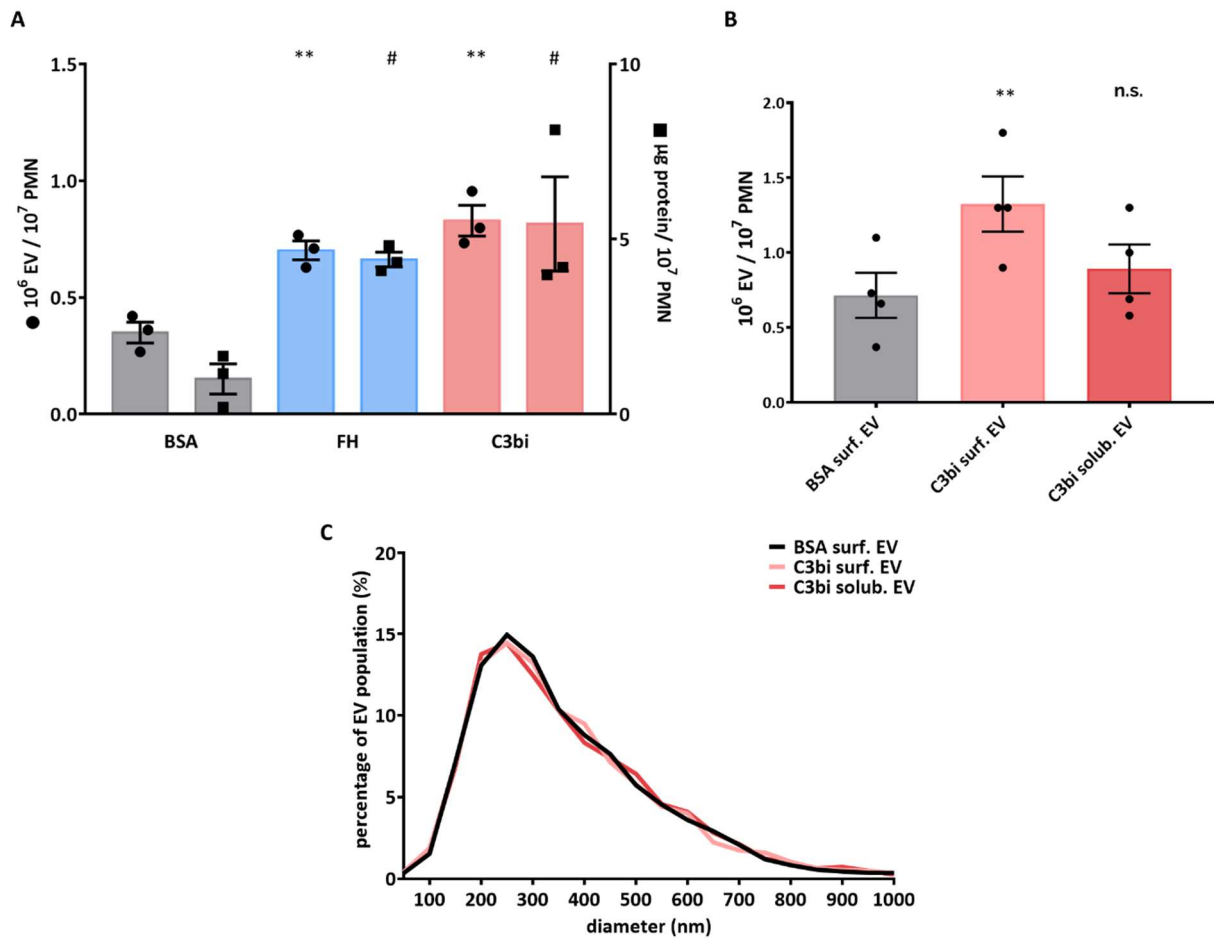 A
** # ** #
1.5
1.0
0.5
0.0
● 10⁶ EV / 10⁷ PMN
10
5
0
■ µg protein/ 10⁷ PMN
BSA FH C3bi
B
** n.s.
2.0
1.5
1.0
0.5
0.0
10⁶ EV / 10⁷ PMN
BSA surf. EV
C3bi surf. EV
C3bi solub. EV
C
BSA surf. EV
C3bi surf. EV
C3bi solub. EV
20
15
10
5
0
percentage of EV population (%)
100 200 300 400 500 600 700 800 900 1000
diameter (nm)